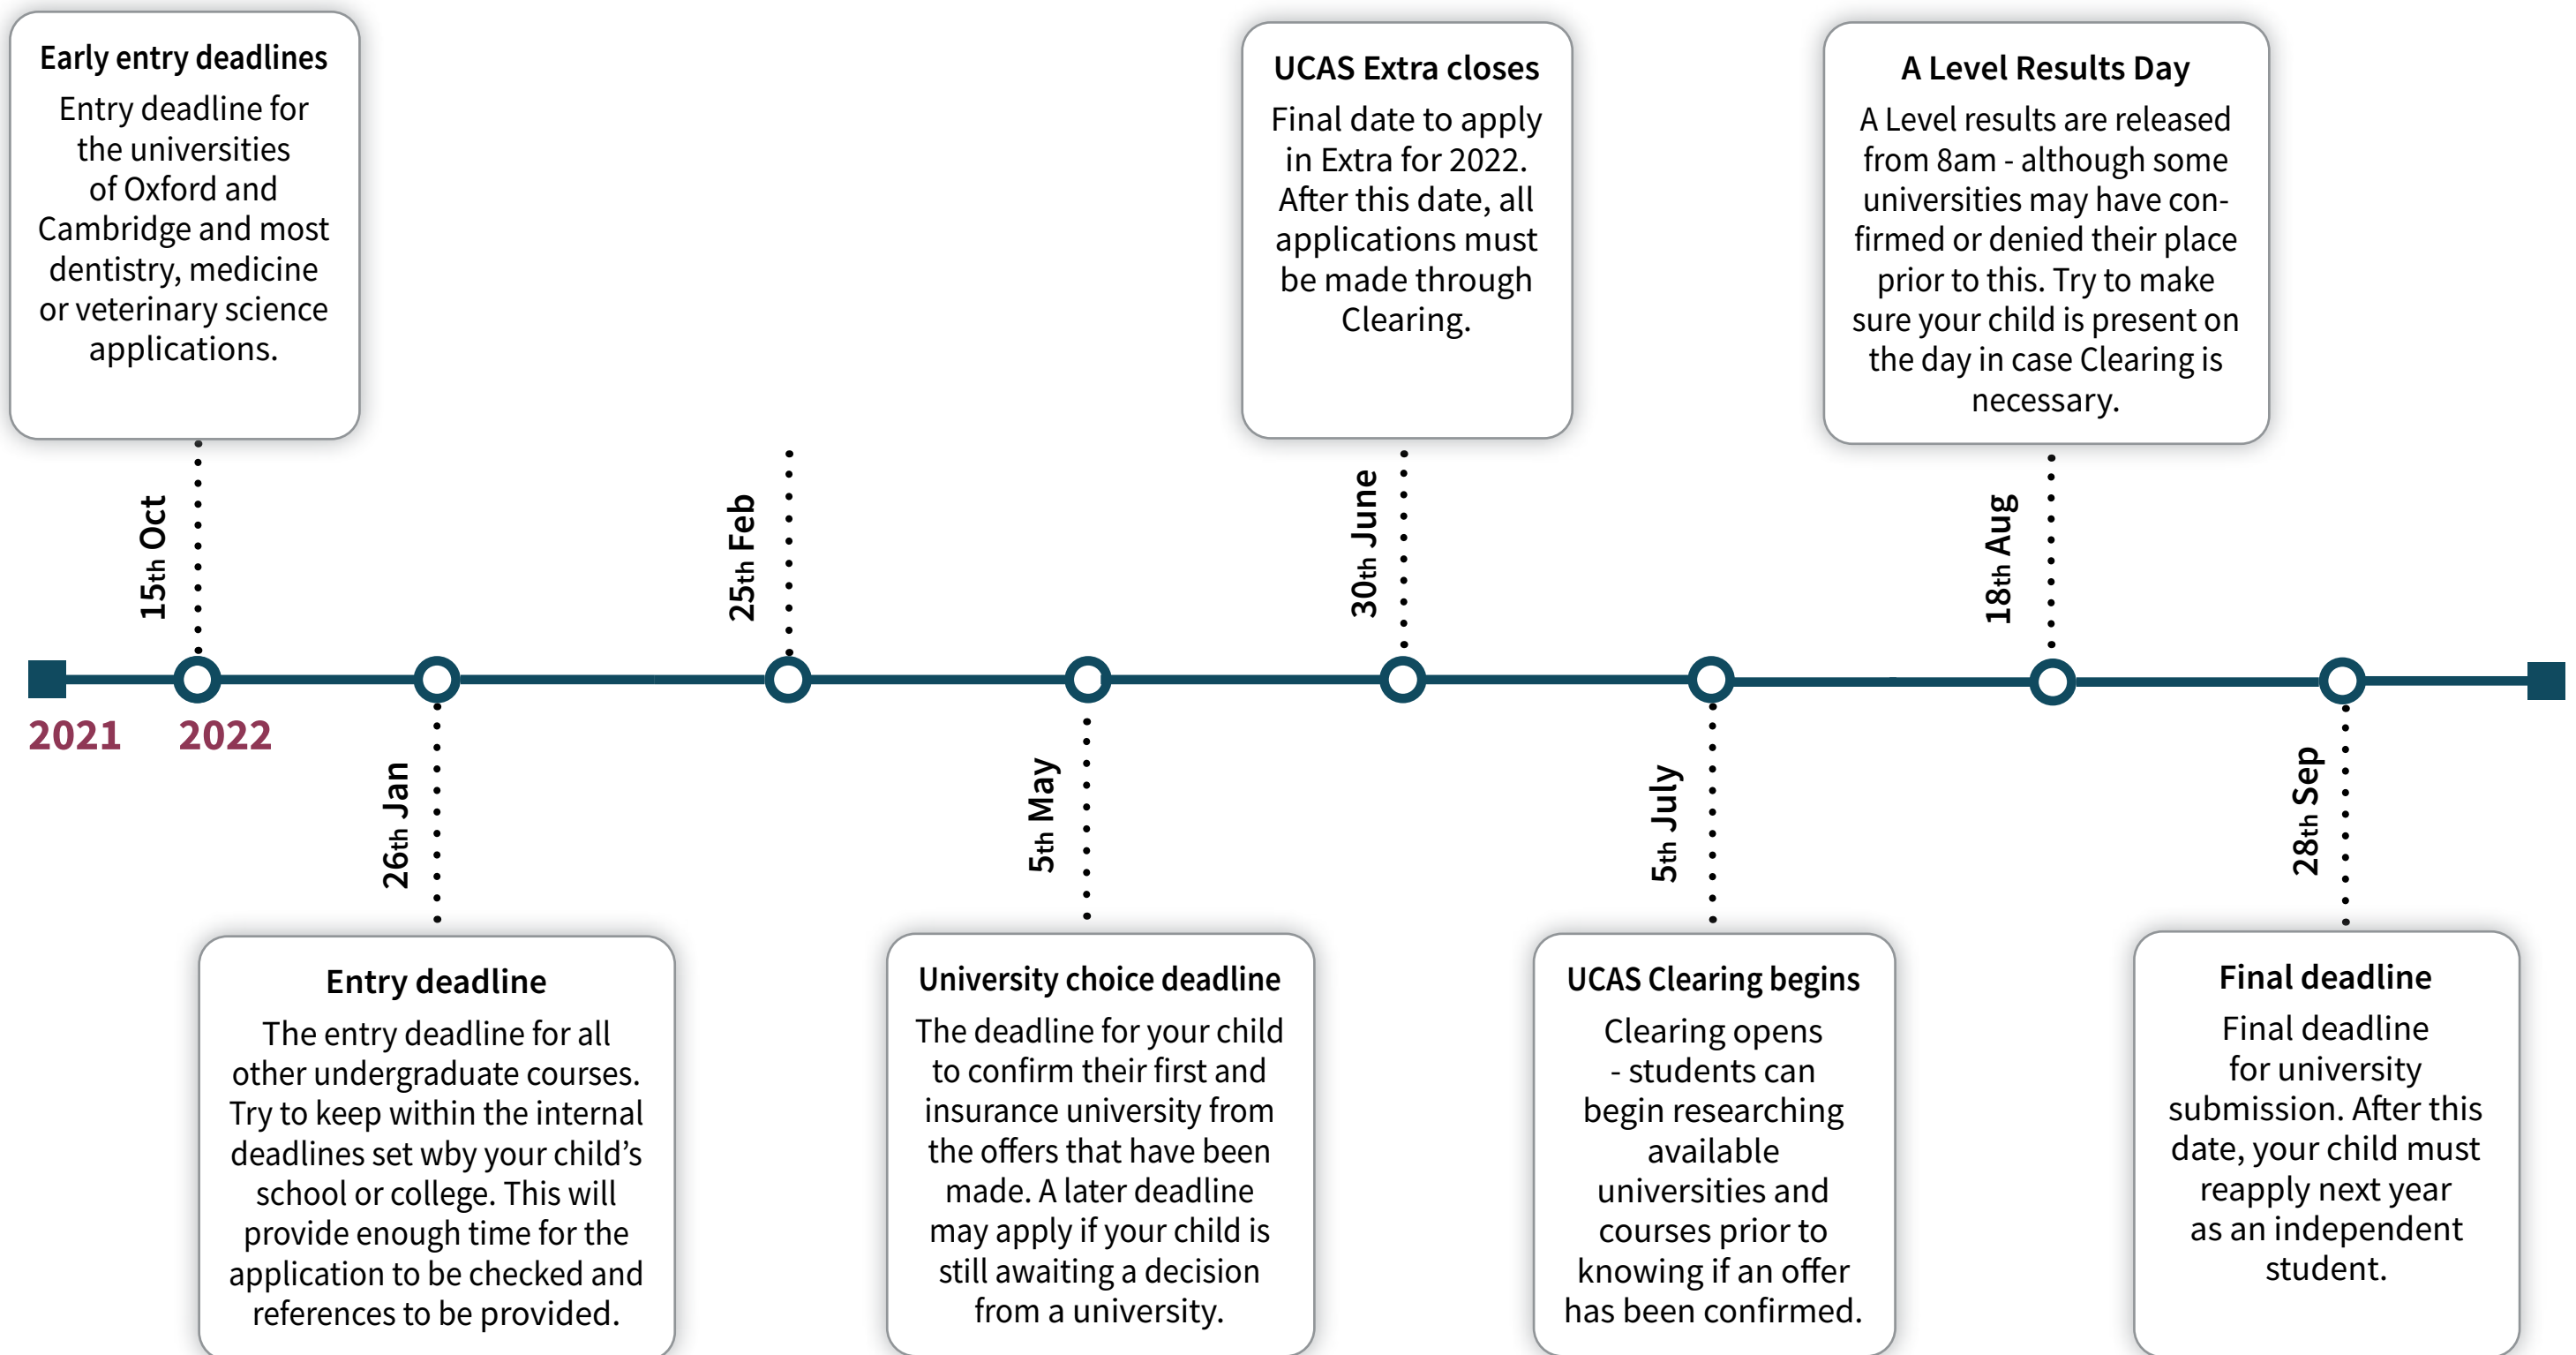 Early entry deadlines
Entry deadline for
the universities
of Oxford and
Cambridge and most
dentistry, medicine
or veterinary science
applications.
UCAS Extra closes
Final date to apply
in Extra for 2022.
After this date, all
applications must
be made through
Clearing.
A Level Results Day
A Level results are released
from 8am - although some
universities may have con-
firmed or denied their place
prior to this. Try to make
sure your child is present on
the day in case Clearing is
necessary.
15th Oct
25th Feb
30th June
18th Aug
2021
2022
26th Jan
5th May
5th July
28th Sep
Entry deadline
The entry deadline for all
other undergraduate courses.
Try to keep within the internal
deadlines set wby your child’s
school or college. This will
provide enough time for the
application to be checked and
references to be provided.
University choice deadline
The deadline for your child
to confirm their first and
insurance university from
the offers that have been
made. A later deadline
may apply if your child is
still awaiting a decision
from a university.
UCAS Clearing begins
Clearing opens
- students can
begin researching
available
universities and
courses prior to
knowing if an offer
has been confirmed.
Final deadline
Final deadline
for university
submission. After this
date, your child must
reapply next year
as an independent
student.